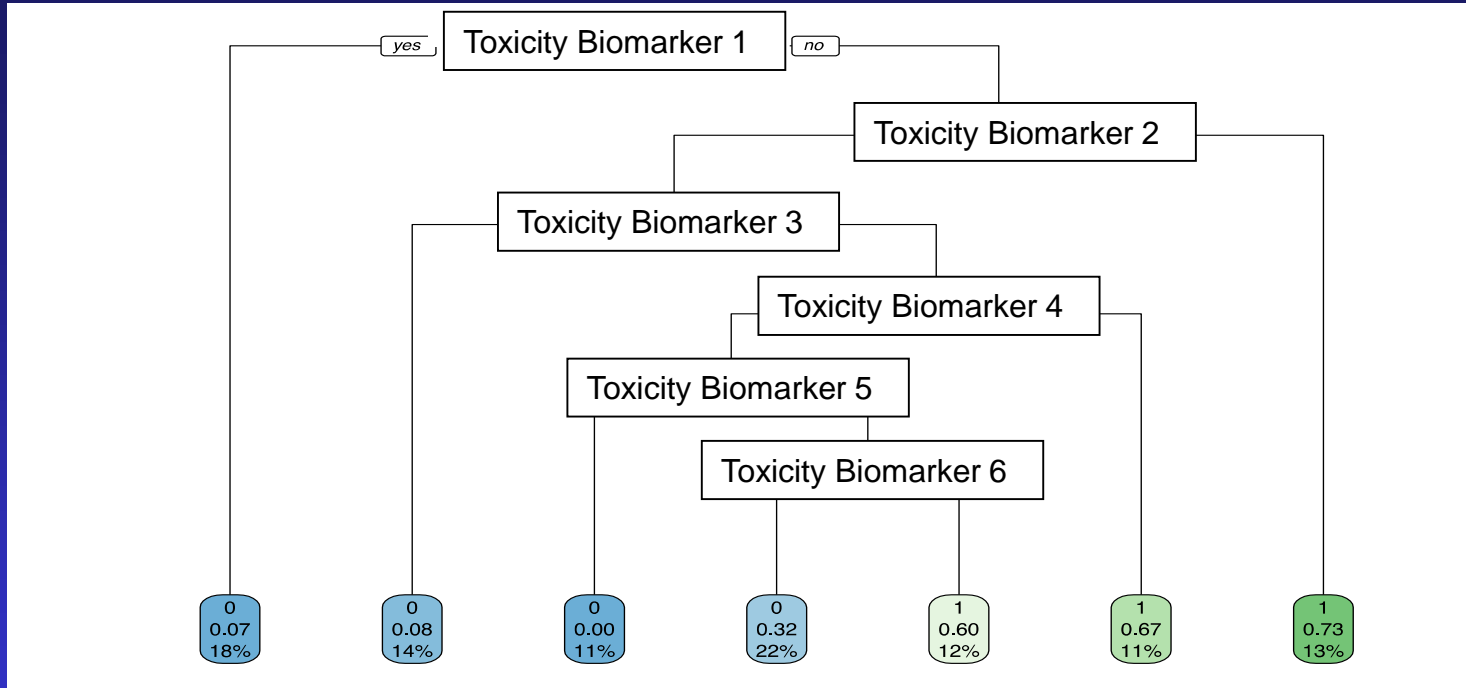 yes
Toxicity Biomarker 1
no
Toxicity Biomarker 2
Toxicity Biomarker 3
Toxicity Biomarker 4
Toxicity Biomarker 5
Toxicity Biomarker 6
0
0.07
18%
0
0.08
14%
0
0.00
11%
0
0.32
22%
1
0.60
12%
1
0.67
11%
1
0.73
13%